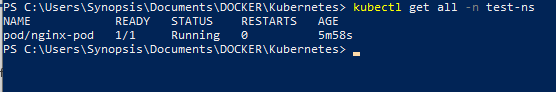 PS C:\Users\Synopsis\Documents\DOCKER\Kubernetes> kubectl get all -n test-ns
NAME READY STATUS RESTARTS AGE
pod/nginx-pod 1/1 Running 0 5m58s
PS C:\Users\Synopsis\Documents\DOCKER\Kubernetes>